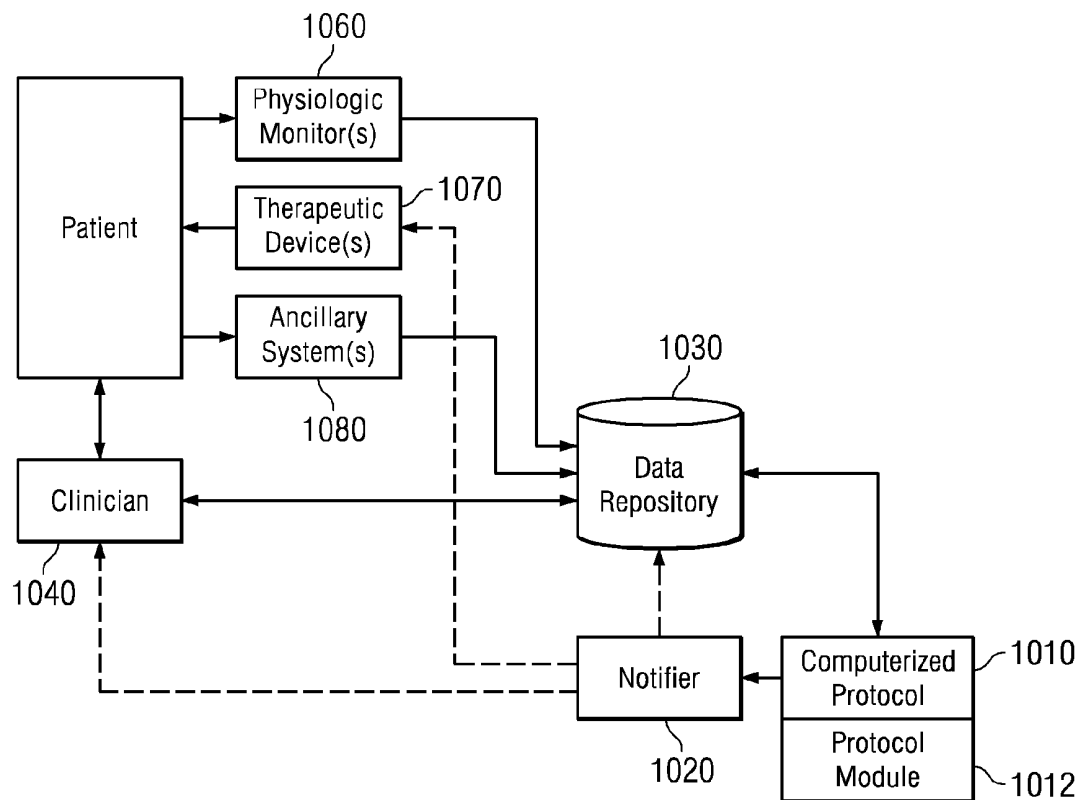 1060
Physiologic
Monitor(s)
1070
Patient
Therapeutic
Device(s)
Ancillary
System(s)
1080
1030
Data
Repository
Clinician
1040
Notifier
1020
Computerized
Protocol
1010
Protocol
Module
1012